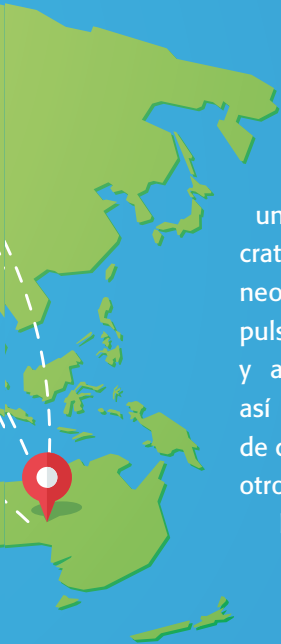 un
crat
neo
puls
y a
así
de
otro